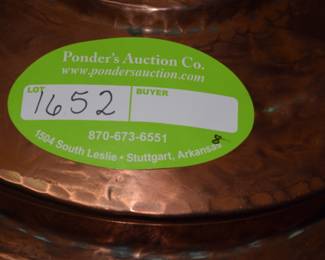 Ponder's Auction Co.
www.pondersauction.com
LOT BUYER
1652
870-673-6551
1504 South Leslie • Stuttgart, Arkansas